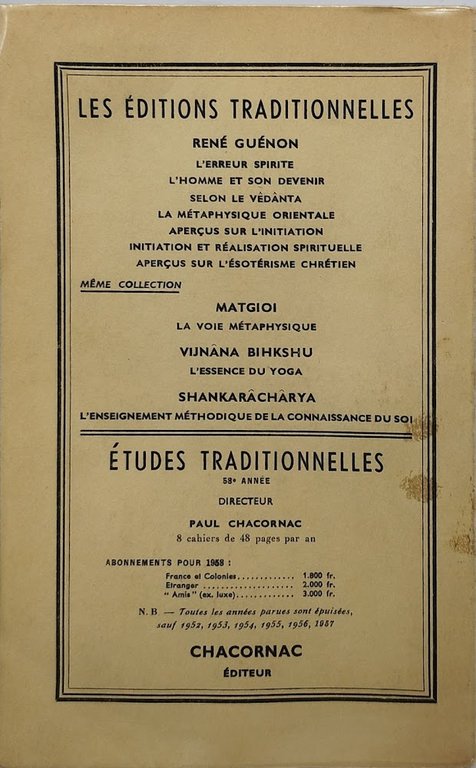 LES ÉDITIONS TRADITIONNELLES
RENÉ GUÉNON
L'ERREUR SPIRITE
L'HOMME ET SON DEVENIR
SELON LE VÊDÂNTA
LA MÉTAPHYSIQUE ORIENTALE
APERÇUS SUR L'INITIATION
INITIATION ET RÉALISATION SPIRITUELLE
APERÇUS SUR L'ÉSOTÉRISME CHRÉTIEN
MÊME COLLECTION
MATGIOI
LA VOIE MÉTAPHYSIQUE
VIJNÂNA BIHKSHU
L'ESSENCE DU YOGA
SHANKARÂCHÂRYA
L'ENSEIGNEMENT MÉTHODIQUE DE LA CONNAISSANCE DU SOI
ÉTUDES TRADITIONNELLES
58e ANNÉE
DIRECTEUR
PAUL CHACORNAC
8 cahiers de 48 pages par an
ABONNEMENTS POUR 1958 :
France et Colonies............. 1.800 fr.
Etranger ..................... 2.000 fr.
" Amis " (ex. luxe)............. 3.000 fr.
N. B — Toutes les années parues sont épuisées,
sauf 1952, 1953, 1954, 1955, 1956, 1957
CHACORNAC
ÉDITEUR